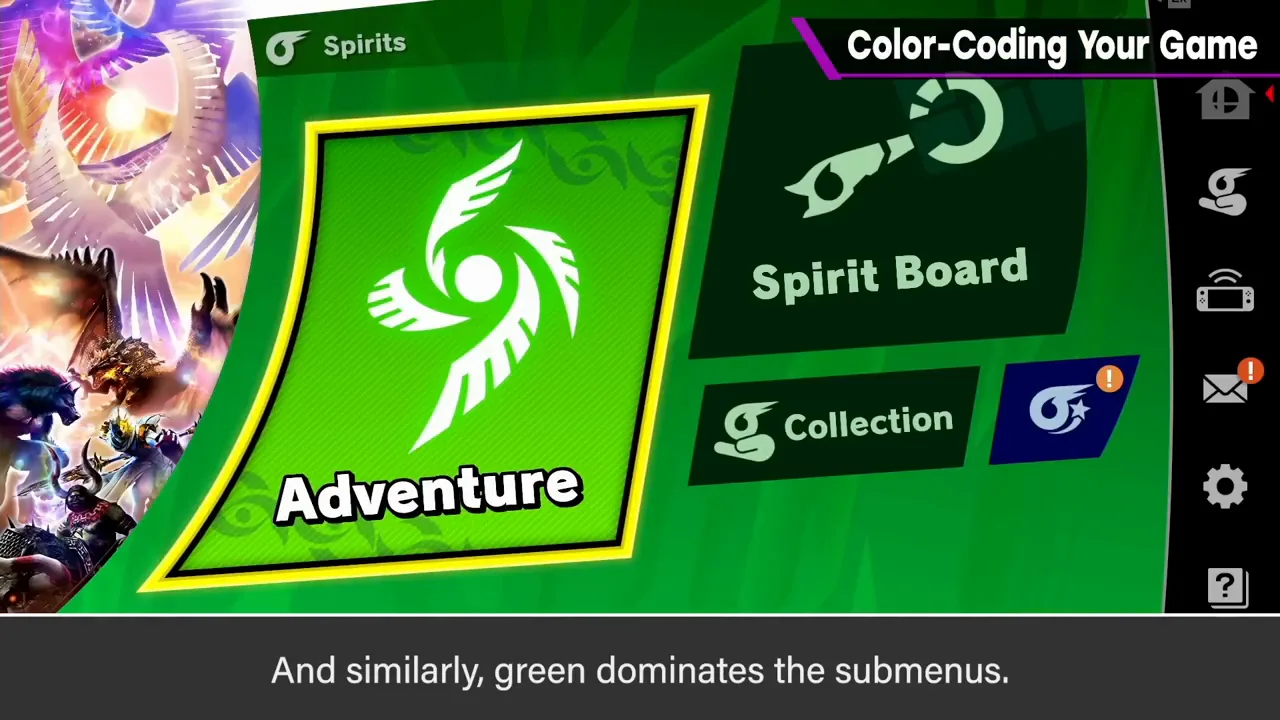 Spirits
Color-Coding Your Game
Spirit Board
Collection
!
!
Adventure
?
And similarly, green dominates the submenus.